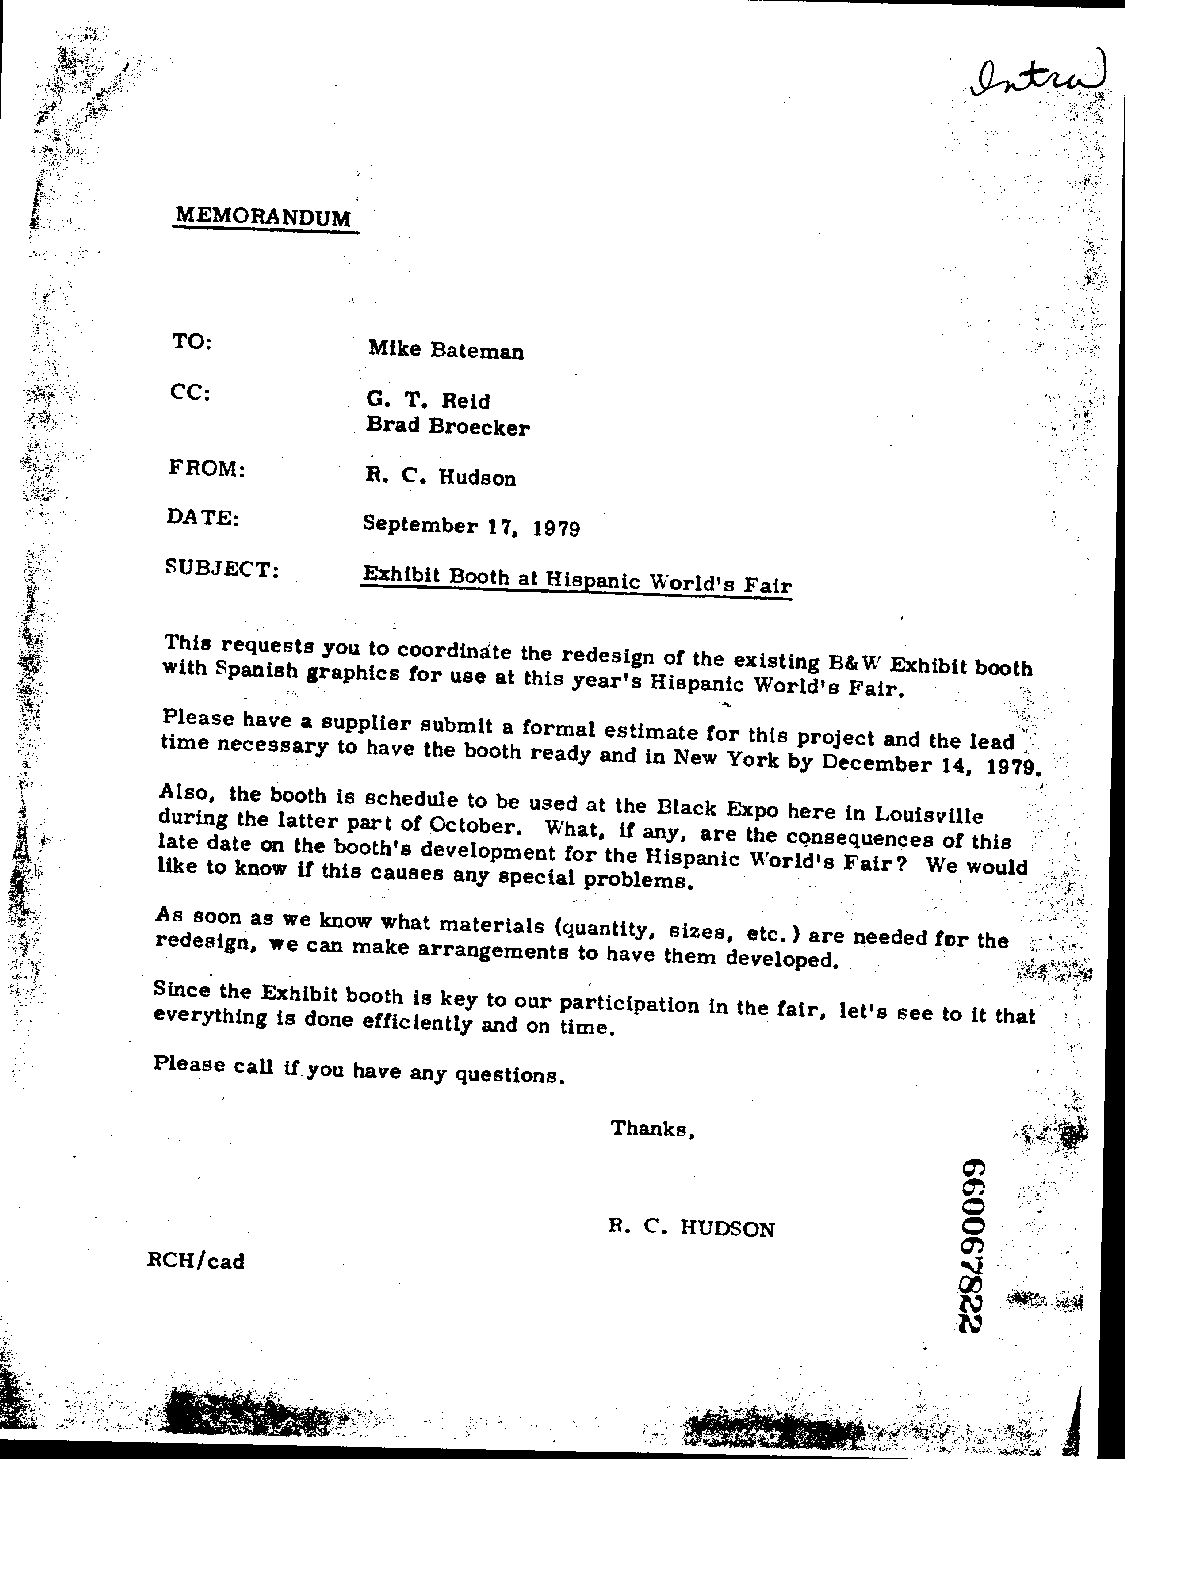 Intra
MEMORANDUM
TO: Mike Bateman
CC: G. T. Reid
Brad Broecker
FROM: R. C. Hudson
DATE: September 17, 1979
SUBJECT: Exhibit Booth at Hispanic World's Fair
This requests you to coordinate the redesign of the existing B&W Exhibit booth
with Spanish graphics for use at this year's Hispanic World's Fair.
Please have a supplier submit a formal estimate for this project and the lead
time necessary to have the booth ready and in New York by December 14, 1979.
Also, the booth is schedule to be used at the Black Expo here in Louisville
during the latter part of October. What, if any, are the consequences of this
late date on the booth's development for the Hispanic World's Fair? We would
like to know if this causes any special problems.
As soon as we know what materials (quantity, sizes, etc.) are needed for the
redesign, we can make arrangements to have them developed.
Since the Exhibit booth is key to our participation in the fair, let's see to it that
everything is done efficiently and on time.
Please call if you have any questions.
Thanks,
R. C. HUDSON
RCH/cad
660067822